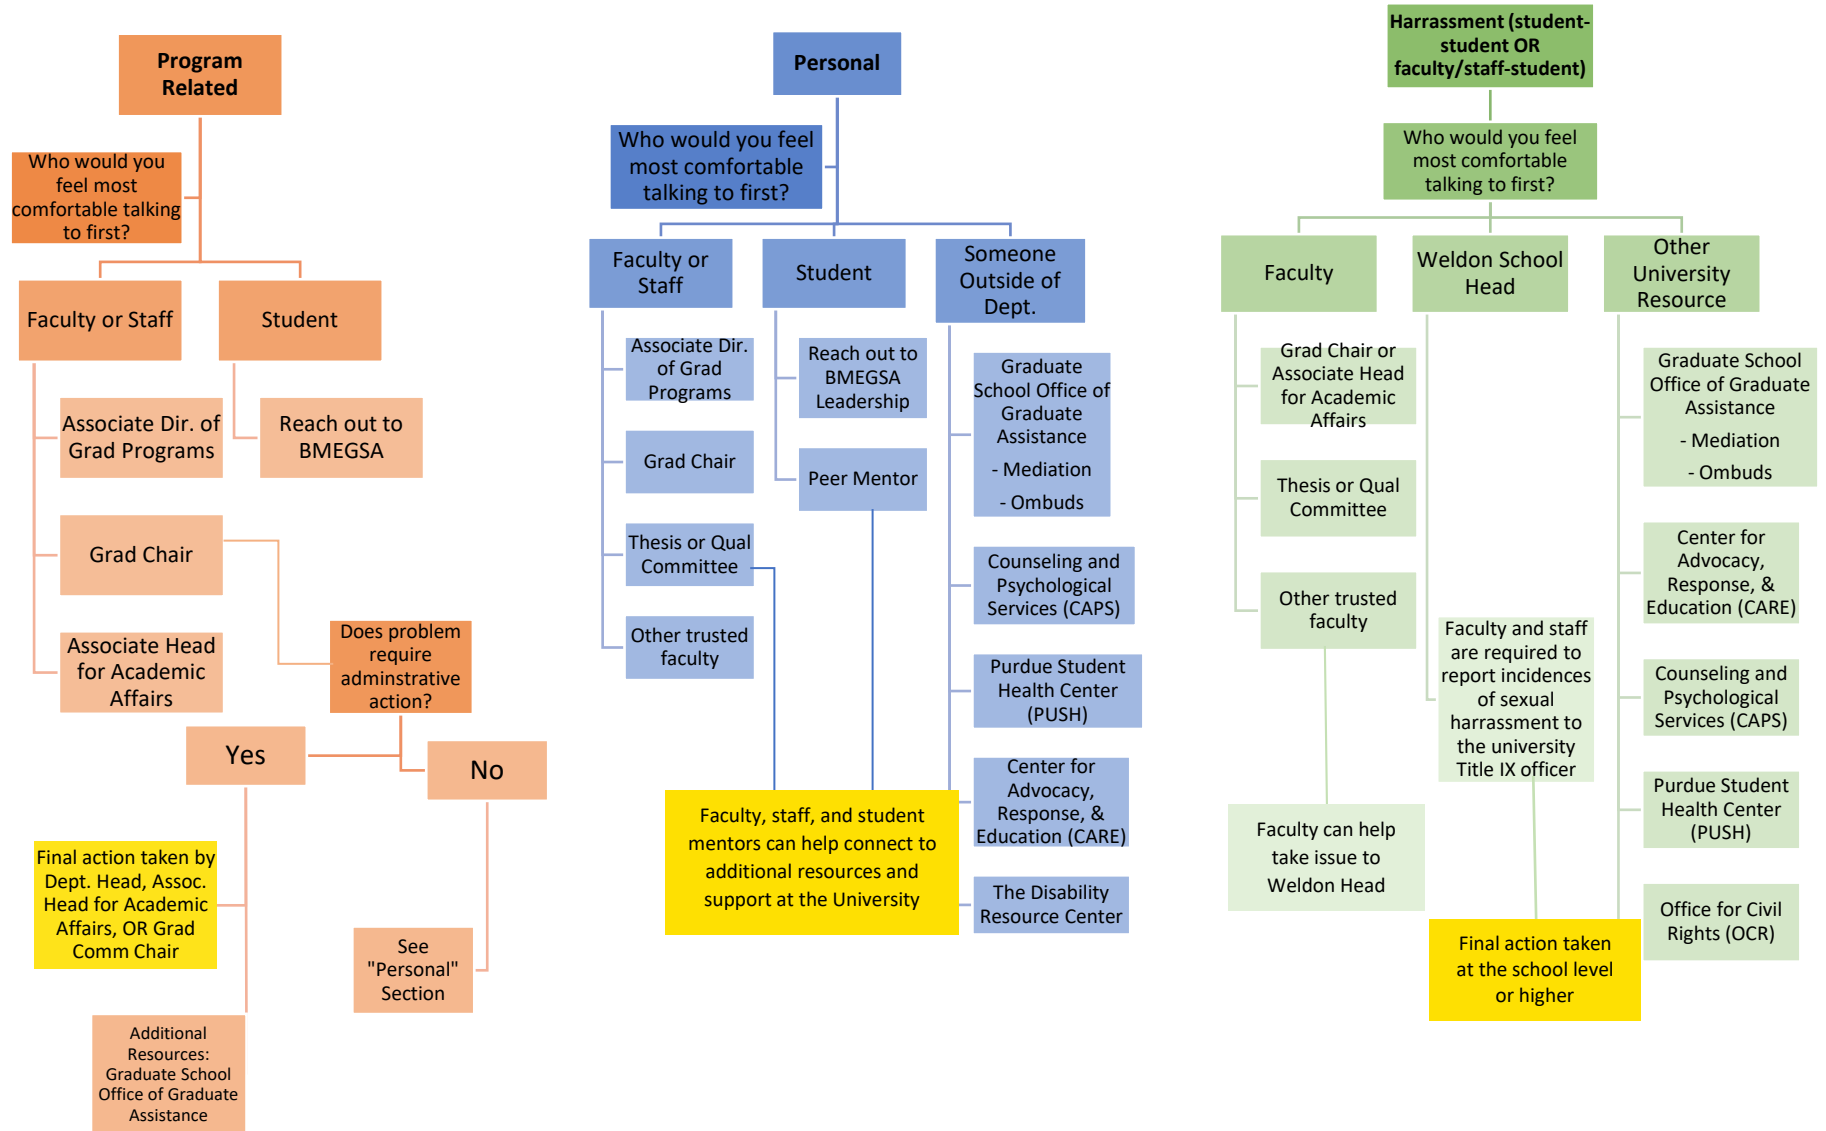 Program
Related
Who would you
feel most
comfortable talking
to first?
Faculty or Staff
Student
Associate Dir. of
Grad Programs
Reach out to
BMEGSA
Grad Chair
Associate Head
for Academic
Affairs
Does problem
require
adminstrative
action?
Yes
No
Final action taken by
Dept. Head, Assoc.
Head for Academic
Affairs, OR Grad
Comm Chair
See
"Personal"
Section
Additional
Resources:
Graduate School
Office of Graduate
Assistance
Personal
Who would you feel
most comfortable
talking to first?
Faculty or
Staff
Student
Someone
Outside of
Dept.
Associate Dir.
of Grad
Programs
Grad Chair
Thesis or Qual
Committee
Other trusted
faculty
Reach out to
BMEGSA
Leadership
Peer Mentor
Graduate
School Office of
Graduate
Assistance
- Mediation
- Ombuds
Counseling and
Psychological
Services (CAPS)
Purdue Student
Health Center
(PUSH)
Center for
Advocacy,
Response, &
Education (CARE)
The Disability
Resource Center
Faculty, staff, and student
mentors can help connect to
additional resources and
support at the University
Harrassment (student-
student OR
faculty/staff-student)
Who would you feel
most comfortable
talking to first?
Faculty
Weldon School
Head
Other
University
Resource
Grad Chair or
Associate Head
for Academic
Affairs
Thesis or Qual
Committee
Other trusted
faculty
Faculty can help
take issue to
Weldon Head
Faculty and staff
are required to
report incidences
of sexual
harrassment to
the university
Title IX officer
Graduate School
Office of Graduate
Assistance
- Mediation
- Ombuds
Center for
Advocacy,
Response, &
Education (CARE)
Counseling and
Psychological
Services (CAPS)
Purdue Student
Health Center
(PUSH)
Office for Civil
Rights (OCR)
Final action taken
at the school level
or higher